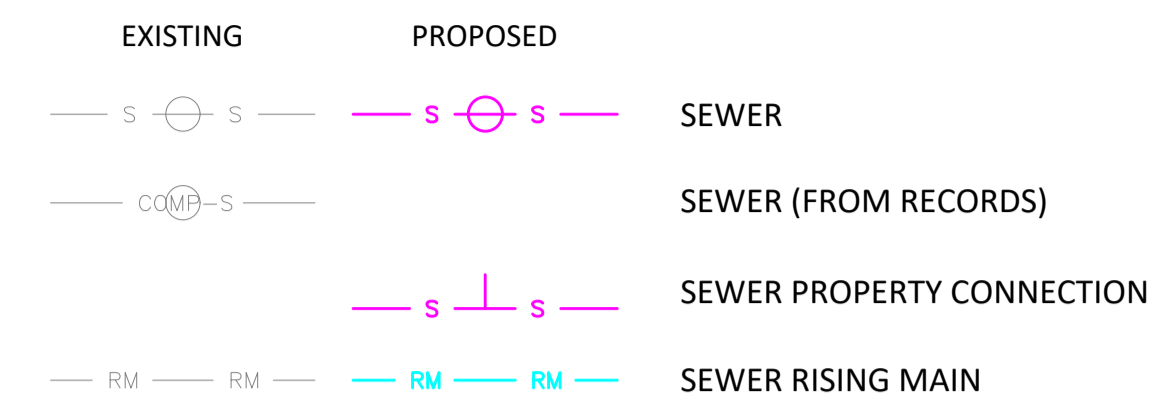 EXISTING PROPOSED
S S S S SEWER
COMP-S SEWER (FROM RECORDS)
S S SEWER PROPERTY CONNECTION
RM RM RM RM SEWER RISING MAIN